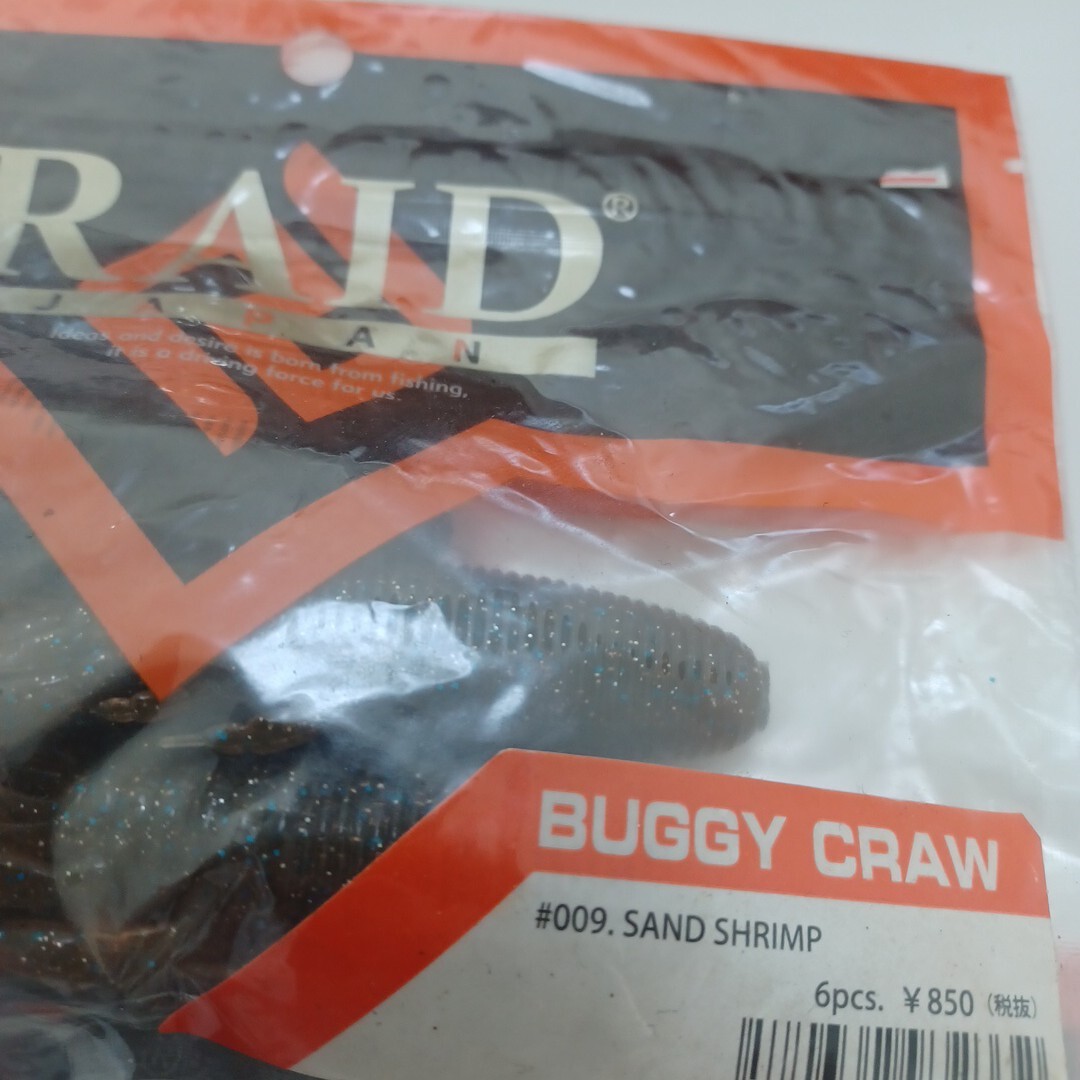 RAID®
JAPAN
Ideas and desire is born from fishing,
it is a driving force for us
BUGGY CRAW
#009. SAND SHRIMP
6pcs. ¥850 (税抜)